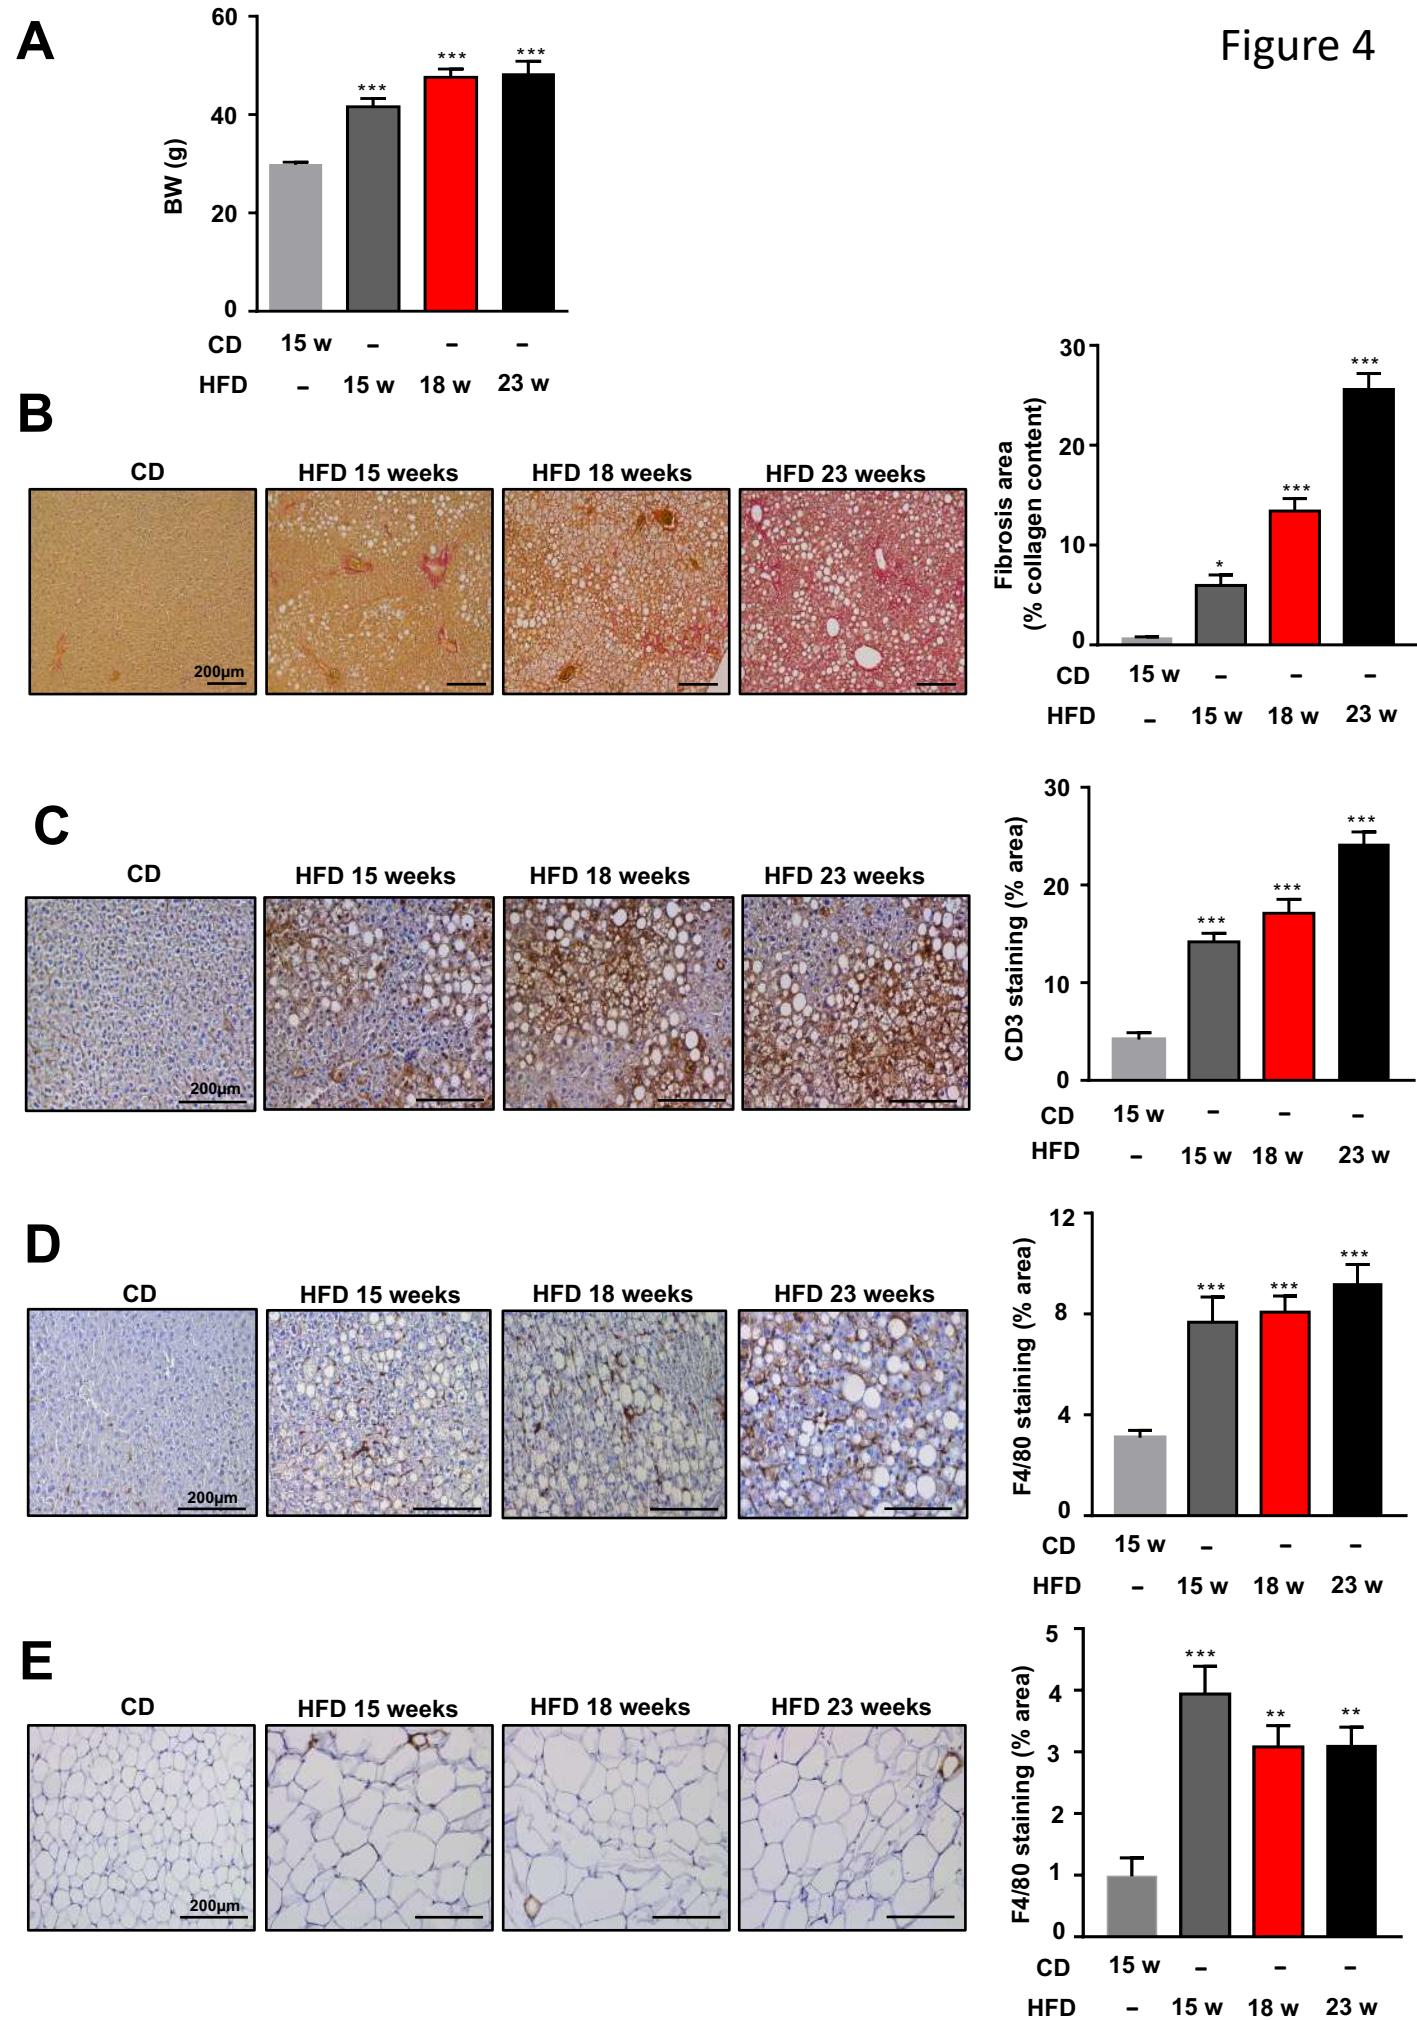 Figure 4
A
60
40
20
0
BW (g)
***
***
***
CD 15 w – – –
HFD – 15 w 18 w 23 w
B
CD
HFD 15 weeks
HFD 18 weeks
HFD 23 weeks
200µm
Fibrosis area
(% collagen content)
30
20
10
0
*
***
***
CD 15 w – – –
HFD – 15 w 18 w 23 w
C
CD
HFD 15 weeks
HFD 18 weeks
HFD 23 weeks
200µm
CD3 staining (% area)
30
20
10
0
***
***
***
CD 15 w – – –
HFD – 15 w 18 w 23 w
D
CD
HFD 15 weeks
HFD 18 weeks
HFD 23 weeks
200µm
F4/80 staining (% area)
12
8
4
0
***
***
***
CD 15 w – – –
HFD – 15 w 18 w 23 w
E
CD
HFD 15 weeks
HFD 18 weeks
HFD 23 weeks
200µm
F4/80 staining (% area)
5
4
3
2
1
0
***
**
**
CD 15 w – – –
HFD – 15 w 18 w 23 w